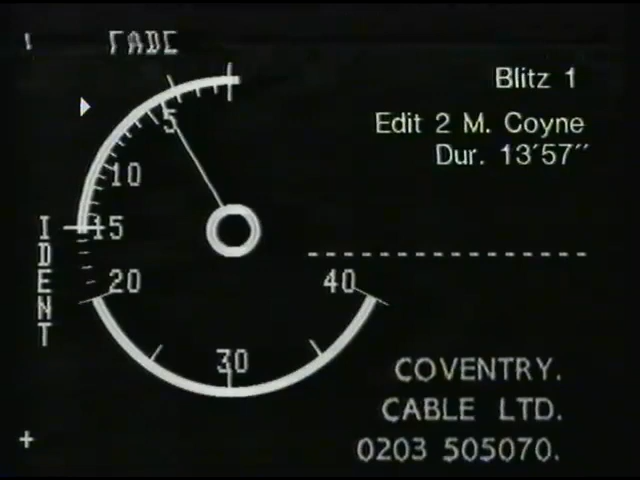 FADE
Blitz 1
5
Edit 2 M. Coyne
Dur. 13'57"
10
15
IDENT
20
40
30
COVENTRY.
CABLE LTD.
0203 505070.